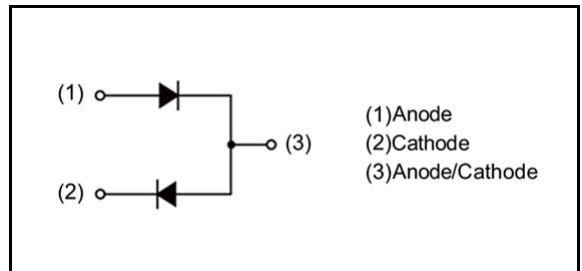 (1)
(3)
(2)
(1)Anode
(2)Cathode
(3)Anode/Cathode